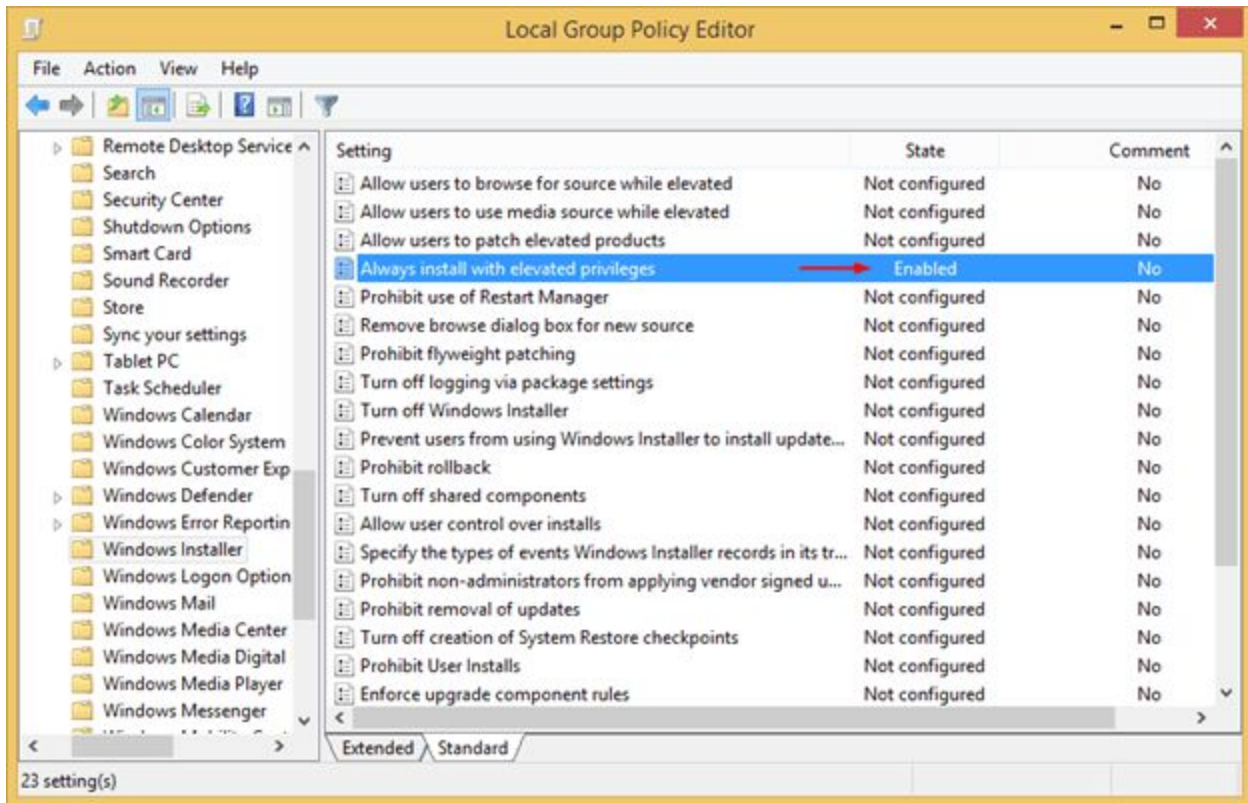 Local Group Policy Editor
File Action View Help
Remote Desktop Service
Search
Security Center
Shutdown Options
Smart Card
Sound Recorder
Store
Sync your settings
Tablet PC
Task Scheduler
Windows Calendar
Windows Color System
Windows Customer Exp
Windows Defender
Windows Error Reportin
Windows Installer
Windows Logon Option
Windows Mail
Windows Media Center
Windows Media Digital
Windows Media Player
Windows Messenger
Setting State Comment
Allow users to browse for source while elevated Not configured No
Allow users to use media source while elevated Not configured No
Allow users to patch elevated products Not configured No
Always install with elevated privileges Enabled No
Prohibit use of Restart Manager Not configured No
Remove browse dialog box for new source Not configured No
Prohibit flyweight patching Not configured No
Turn off logging via package settings Not configured No
Turn off Windows Installer Not configured No
Prevent users from using Windows Installer to install update... Not configured No
Prohibit rollback Not configured No
Turn off shared components Not configured No
Allow user control over installs Not configured No
Specify the types of events Windows Installer records in its tr... Not configured No
Prohibit non-administrators from applying vendor signed u... Not configured No
Prohibit removal of updates Not configured No
Turn off creation of System Restore checkpoints Not configured No
Prohibit User Installs Not configured No
Enforce upgrade component rules Not configured No
Extended Standard
23 setting(s)